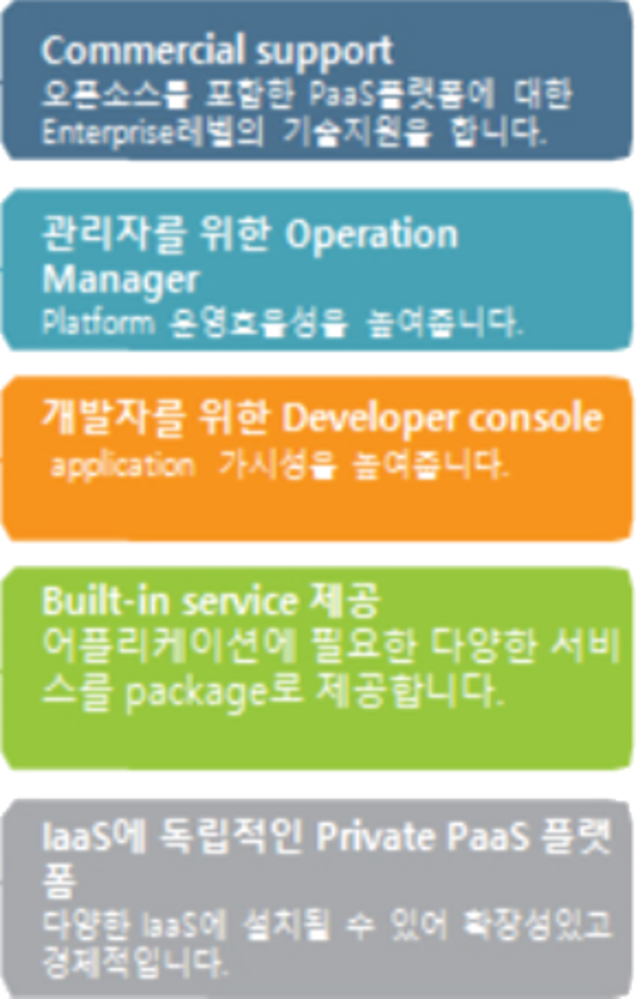 Commercial support
오픈소스를 포함한 PaaS플랫폼에 대한
Enterprise레벨의 기술지원을 합니다.
관리자를 위한 Operation
Manager
Platform 운영효율성을 높여줍니다.
개발자를 위한 Developer console
application 가시성을 높여줍니다.
Built-in service 제공
어플리케이션에 필요한 다양한 서비
스를 package로 제공합니다.
IaaS에 독립적인 Private PaaS 플랫
폼
다양한 IaaS에 설치될 수 있어 확장성있고
경제적입니다.